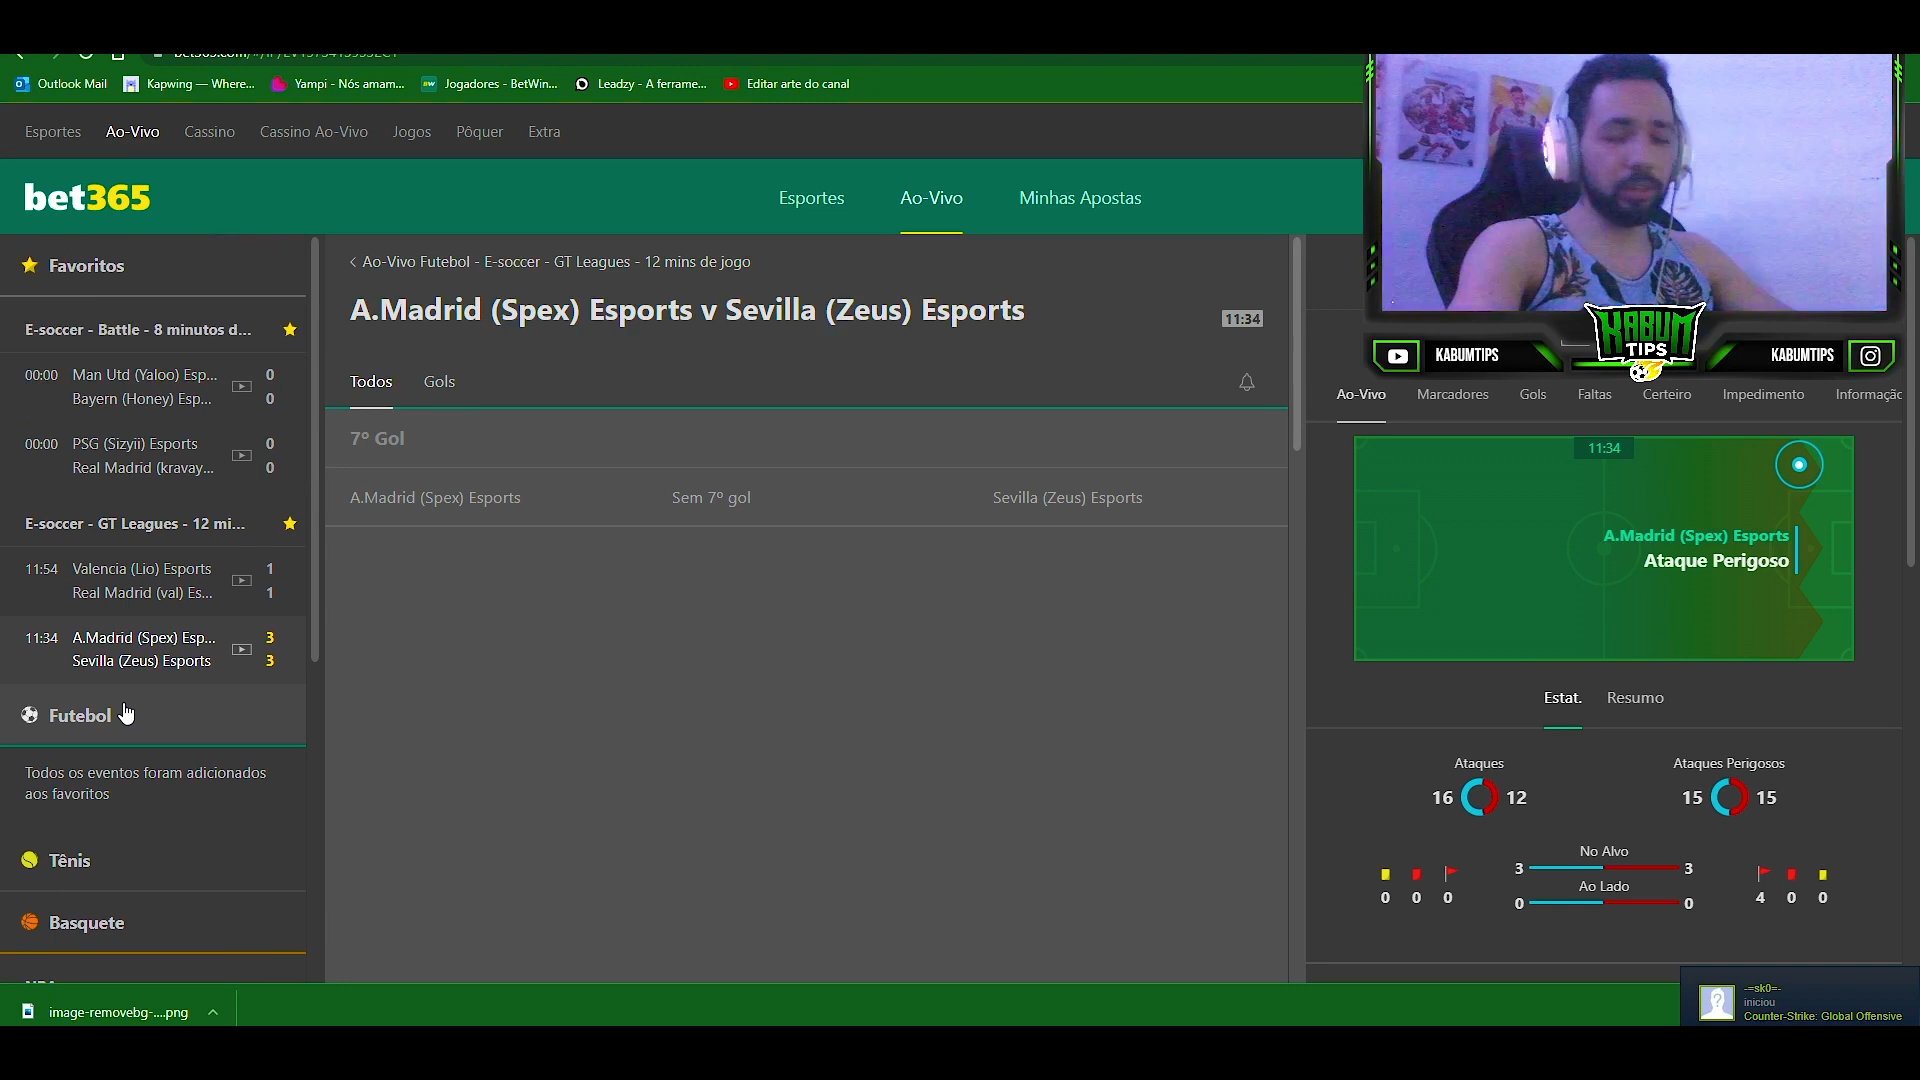 Outlook Mail
Kapwing — Where...
Yampi - Nós amam...
Jogadores - BetWin...
Leadzy - A ferrame...
Editar arte do canal
Esportes
Ao-Vivo
Cassino
Cassino Ao-Vivo
Jogos
Pôquer
Extra
bet365
Esportes
Ao-Vivo
Minhas Apostas
Favoritos
E-soccer - Battle - 8 minutos d...
00:00 Man Utd (Yaloo) Esp... 0
Bayern (Honey) Esp... 0
00:00 PSG (Sizyii) Esports 0
Real Madrid (kravay... 0
E-soccer - GT Leagues - 12 mi...
11:54 Valencia (Lio) Esports 1
Real Madrid (val) Es... 1
11:34 A.Madrid (Spex) Esp... 3
Sevilla (Zeus) Esports 3
Futebol
Todos os eventos foram adicionados
aos favoritos
Tênis
Basquete
< Ao-Vivo Futebol - E-soccer - GT Leagues - 12 mins de jogo
A.Madrid (Spex) Esports v Sevilla (Zeus) Esports
11:34
Todos
Gols
7º Gol
A.Madrid (Spex) Esports
Sem 7º gol
Sevilla (Zeus) Esports
KABUMTIPS
KABUM
TIPS
KABUMTIPS
Ao-Vivo
Marcadores
Gols
Faltas
Certeiro
Impedimento
Informaçã
11:34
A.Madrid (Spex) Esports
Ataque Perigoso
Estat.
Resumo
Ataques
16 12
Ataques Perigosos
15 15
No Alvo
3 3
Ao Lado
0 0
0 0 0
4 0 0
image-removebg-....png
-=sk0=-
iniciou
Counter-Strike: Global Offensive